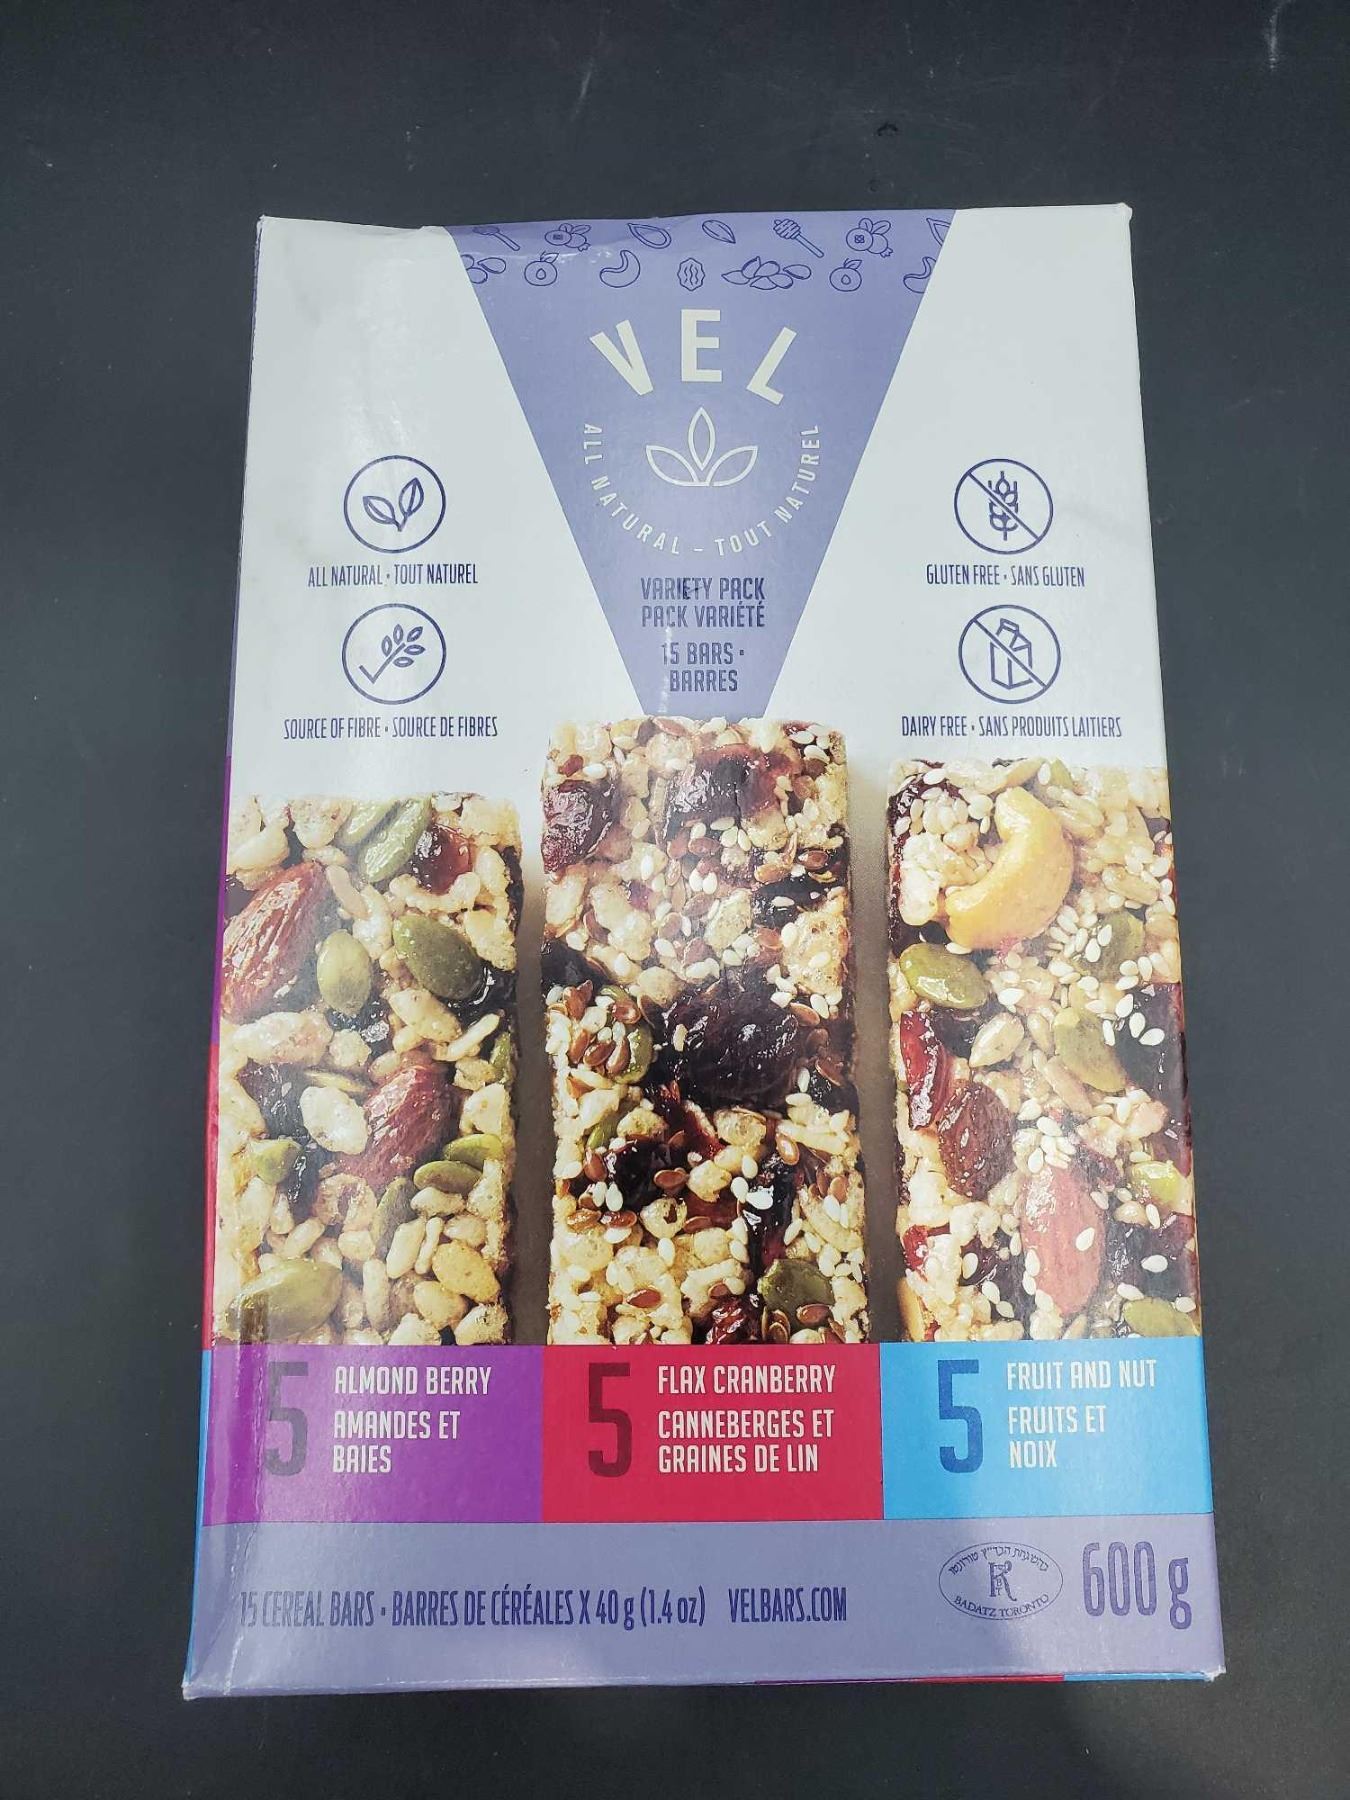 VEL
ALL NATURAL - TOUT NATUREL
VARIETY PACK
PACK VARIÉTÉ
15 BARS •
BARRES
ALL NATURAL • TOUT NATUREL
SOURCE OF FIBRE • SOURCE DE FIBRES
GLUTEN FREE • SANS GLUTEN
DAIRY FREE • SANS PRODUITS LAITIERS
5
ALMOND BERRY
AMANDES ET
BAIES
5
FLAX CRANBERRY
CANNEBERGES ET
GRAINES DE LIN
5
FRUIT AND NUT
FRUITS ET
NOIX
15 CEREAL BARS • BARRES DE CÉRÉALES X 40 g (1.4 oz) VELBARS.COM
בהשגחת הבד"ץ טורונטו
BADATZ TORONTO
600 g